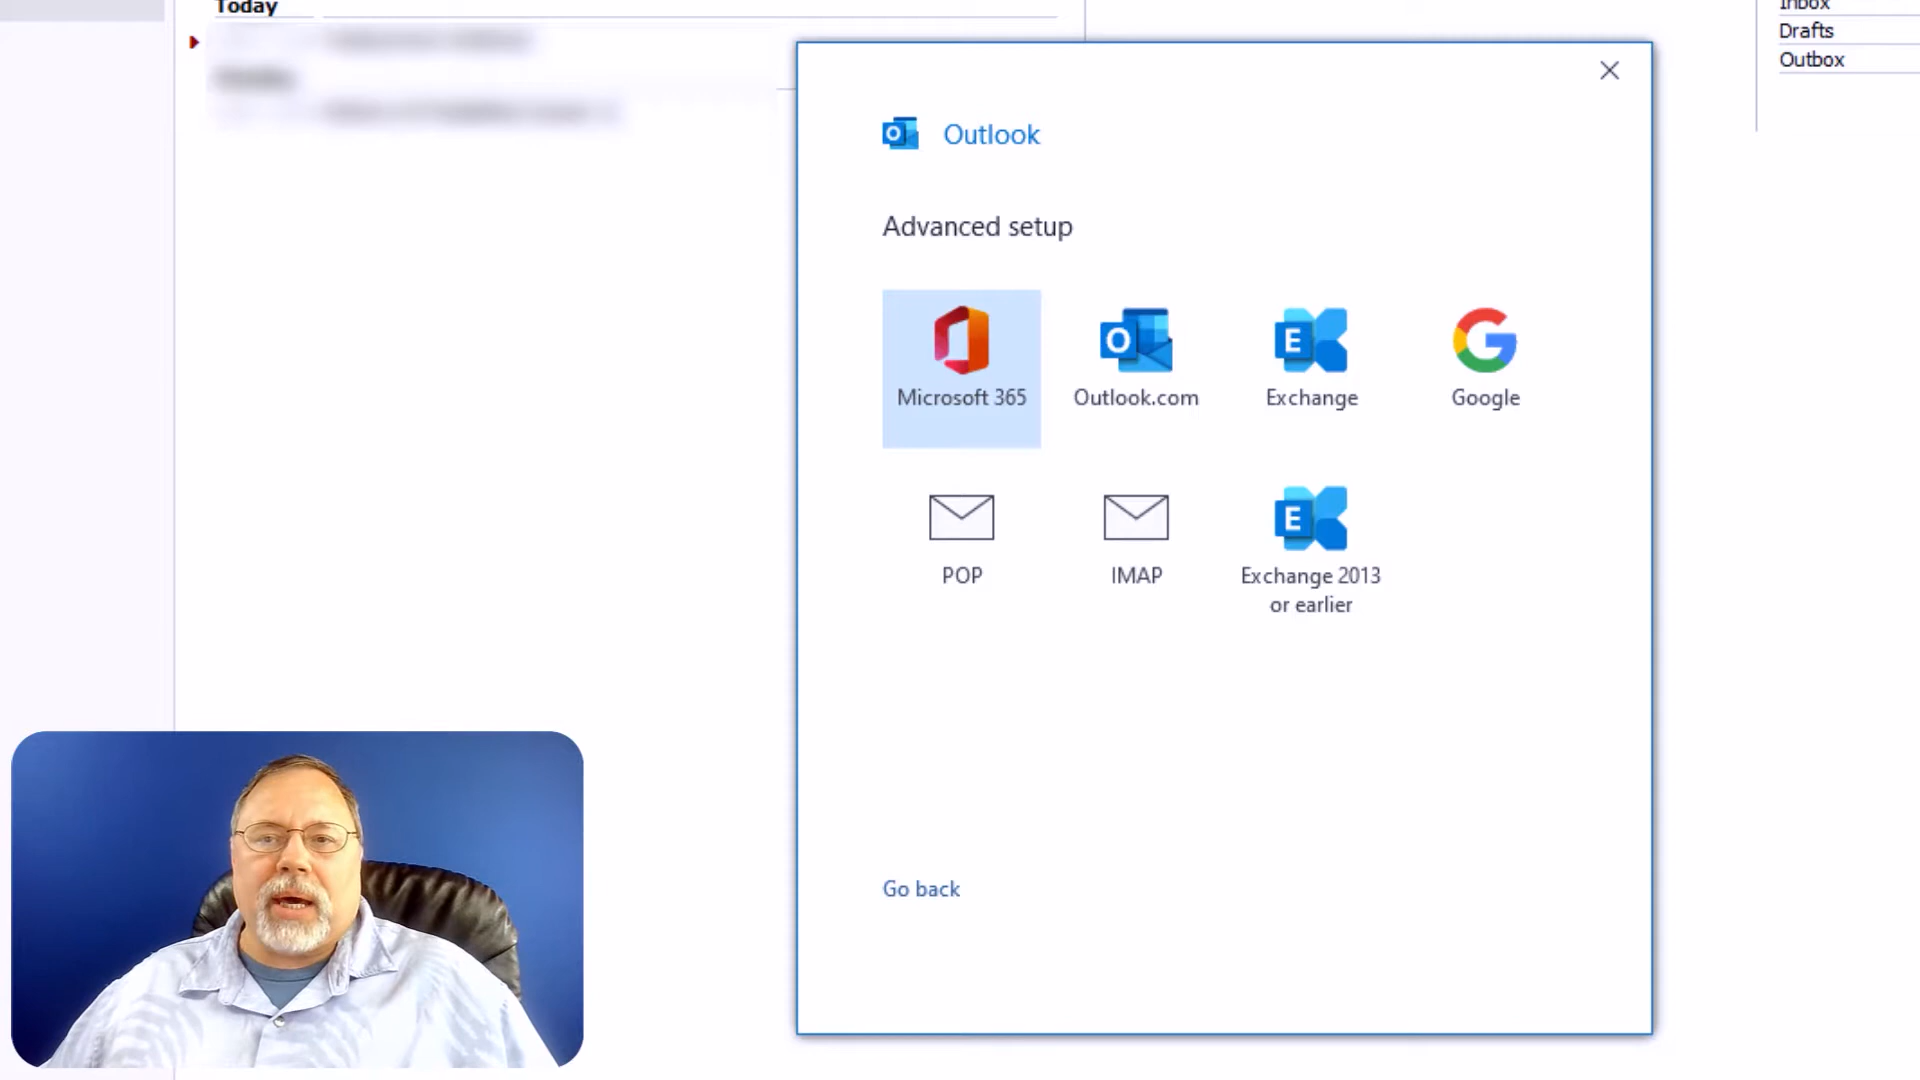 Today
Inbox
Drafts
Outbox
Outlook
Advanced setup
Microsoft 365
Outlook.com
Exchange
Google
POP
IMAP
Exchange 2013
or earlier
Go back